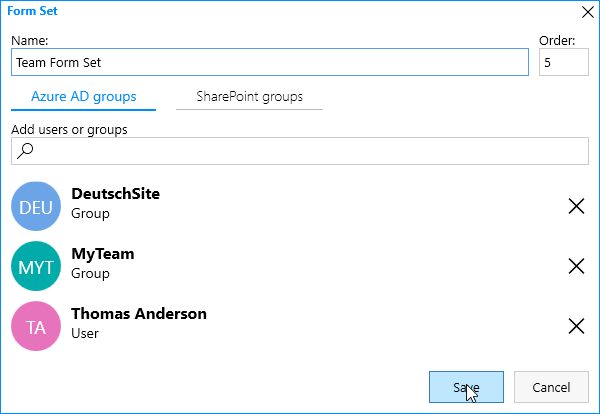 Form Set
Name: Order:
Team Form Set 5
Azure AD groups SharePoint groups
Add users or groups
DEU DeutschSite
Group
MYT MyTeam
Group
TA Thomas Anderson
User
Save Cancel